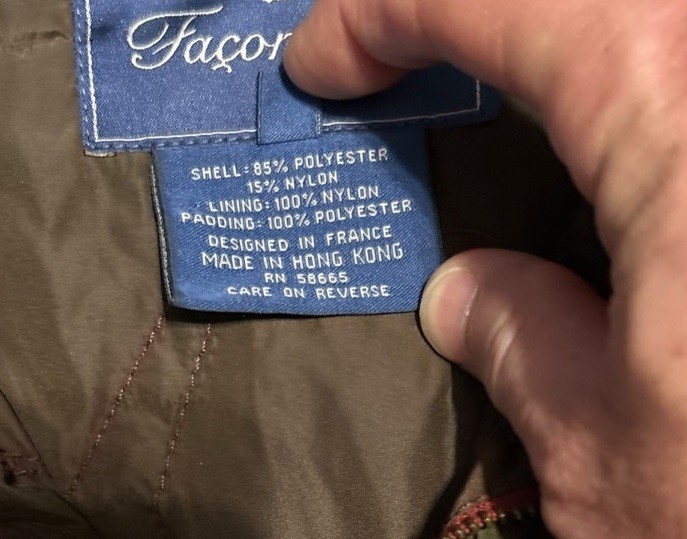 SHELL: 85% POLYESTER
15% NYLON
LINING: 100% NYLON
PADDING: 100% POLYESTER
DESIGNED IN FRANCE
MADE IN HONG KONG
RN 58665
CARE ON REVERSE